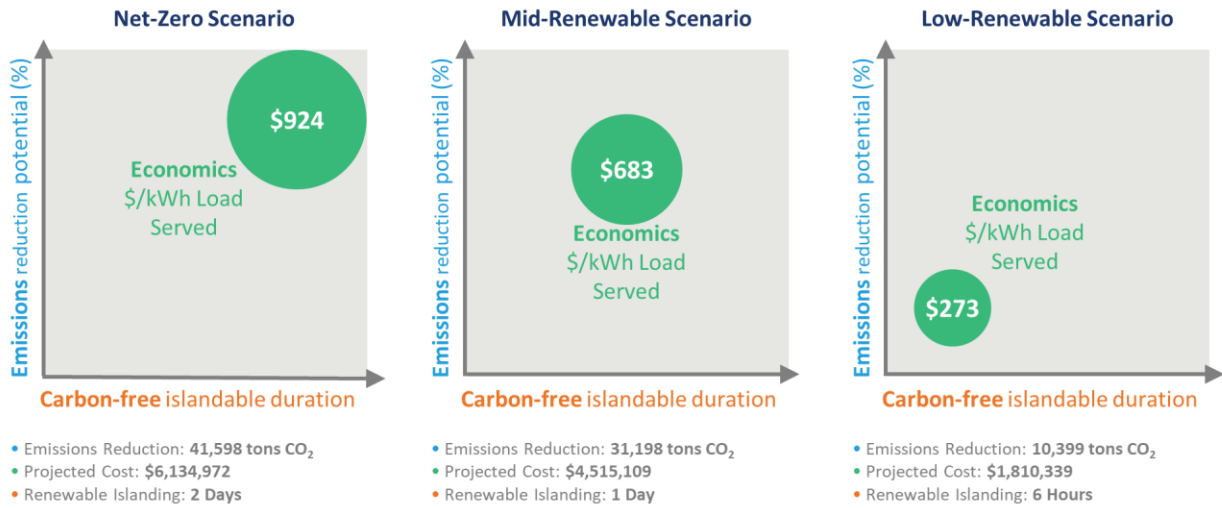 Net-Zero Scenario
Emissions reduction potential (%)
$924
Economics
$/kWh Load
Served
Carbon-free islandable duration
• Emissions Reduction: 41,598 tons CO₂
• Projected Cost: $6,134,972
• Renewable Islanding: 2 Days
Mid-Renewable Scenario
Emissions reduction potential (%)
$683
Economics
$/kWh Load
Served
Carbon-free islandable duration
• Emissions Reduction: 31,198 tons CO₂
• Projected Cost: $4,515,109
• Renewable Islanding: 1 Day
Low-Renewable Scenario
Emissions reduction potential (%)
Economics
$/kWh Load
Served
$273
Carbon-free islandable duration
• Emissions Reduction: 10,399 tons CO₂
• Projected Cost: $1,810,339
• Renewable Islanding: 6 Hours